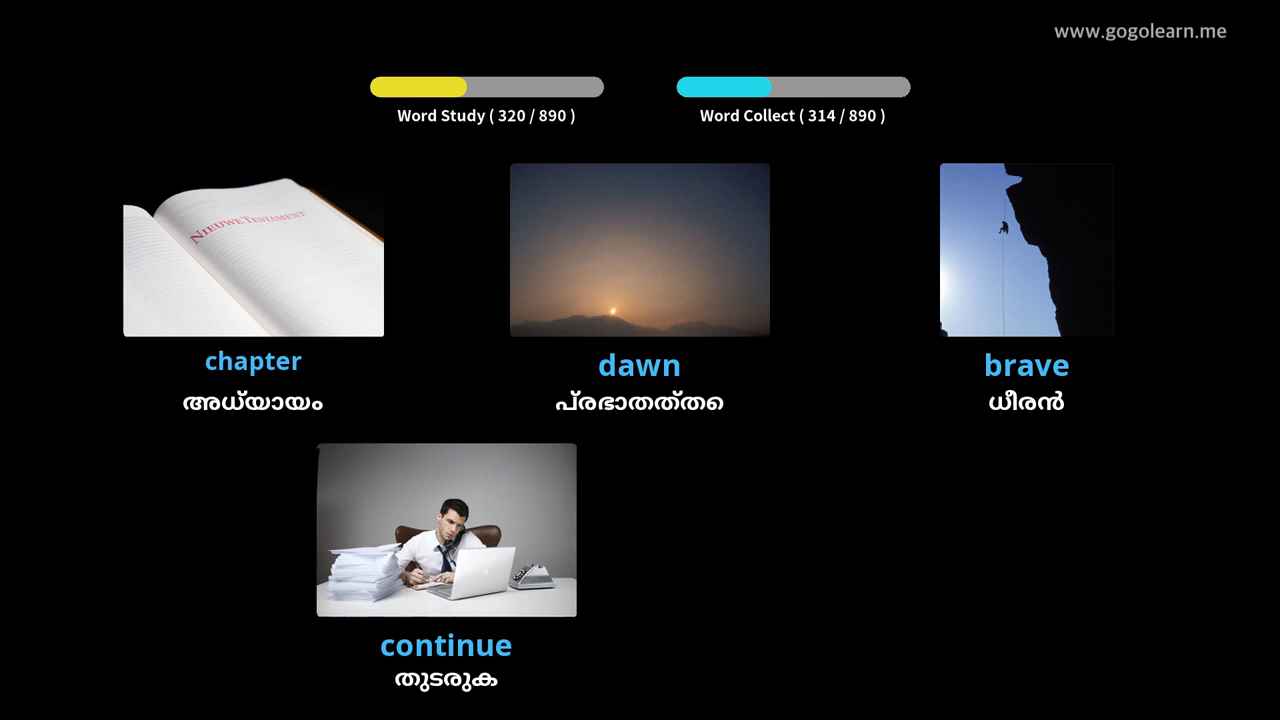 www.gogolearn.me
Word Study ( 320 / 890 )
Word Collect ( 314 / 890 )
NIEUWE TESTAMENT
chapter
അധ്യായം
dawn
പ്രഭാതത്തെ
brave
ധീരൻ
continue
തുടരുക